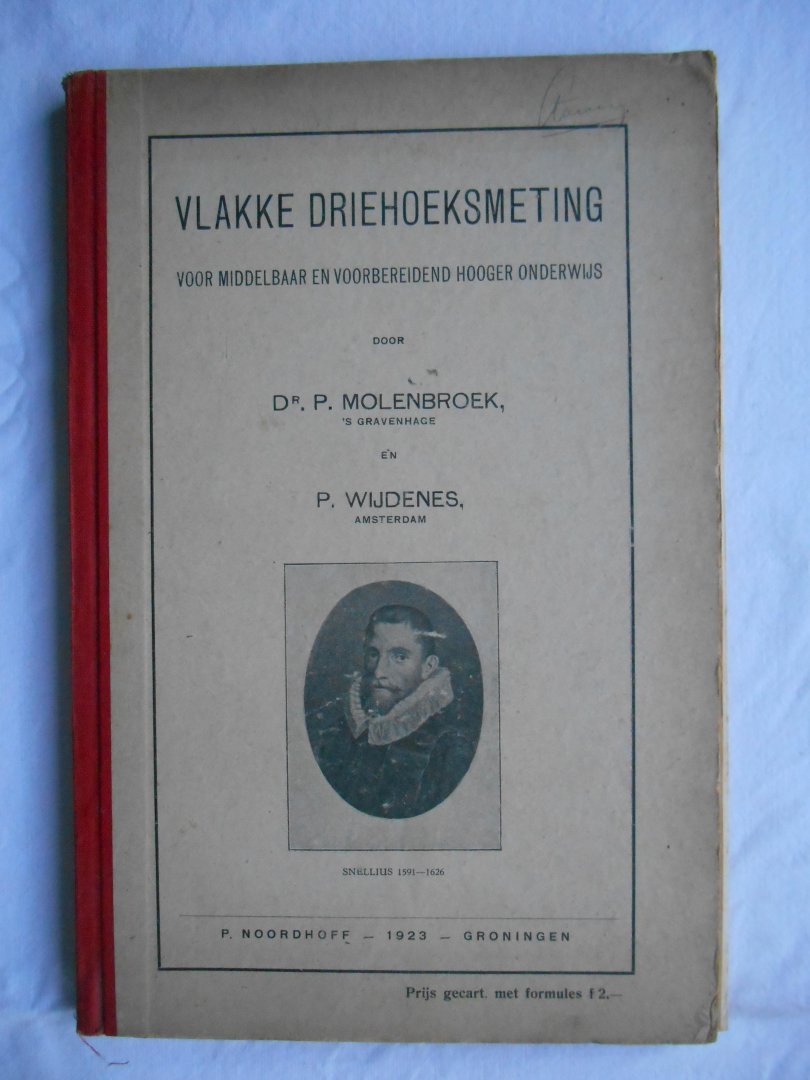 VLAKKE DRIEHOEKSMETING
VOOR MIDDELBAAR EN VOORBEREIDEND HOOGER ONDERWIJS
DOOR
DR. P. MOLENBROEK,
'S GRAVENHAGE
EN
P. WIJDENES,
AMSTERDAM
SNELLIUS 1591—1626
P. NOORDHOFF — 1923 — GRONINGEN
Prijs gecart. met formules f 2,—